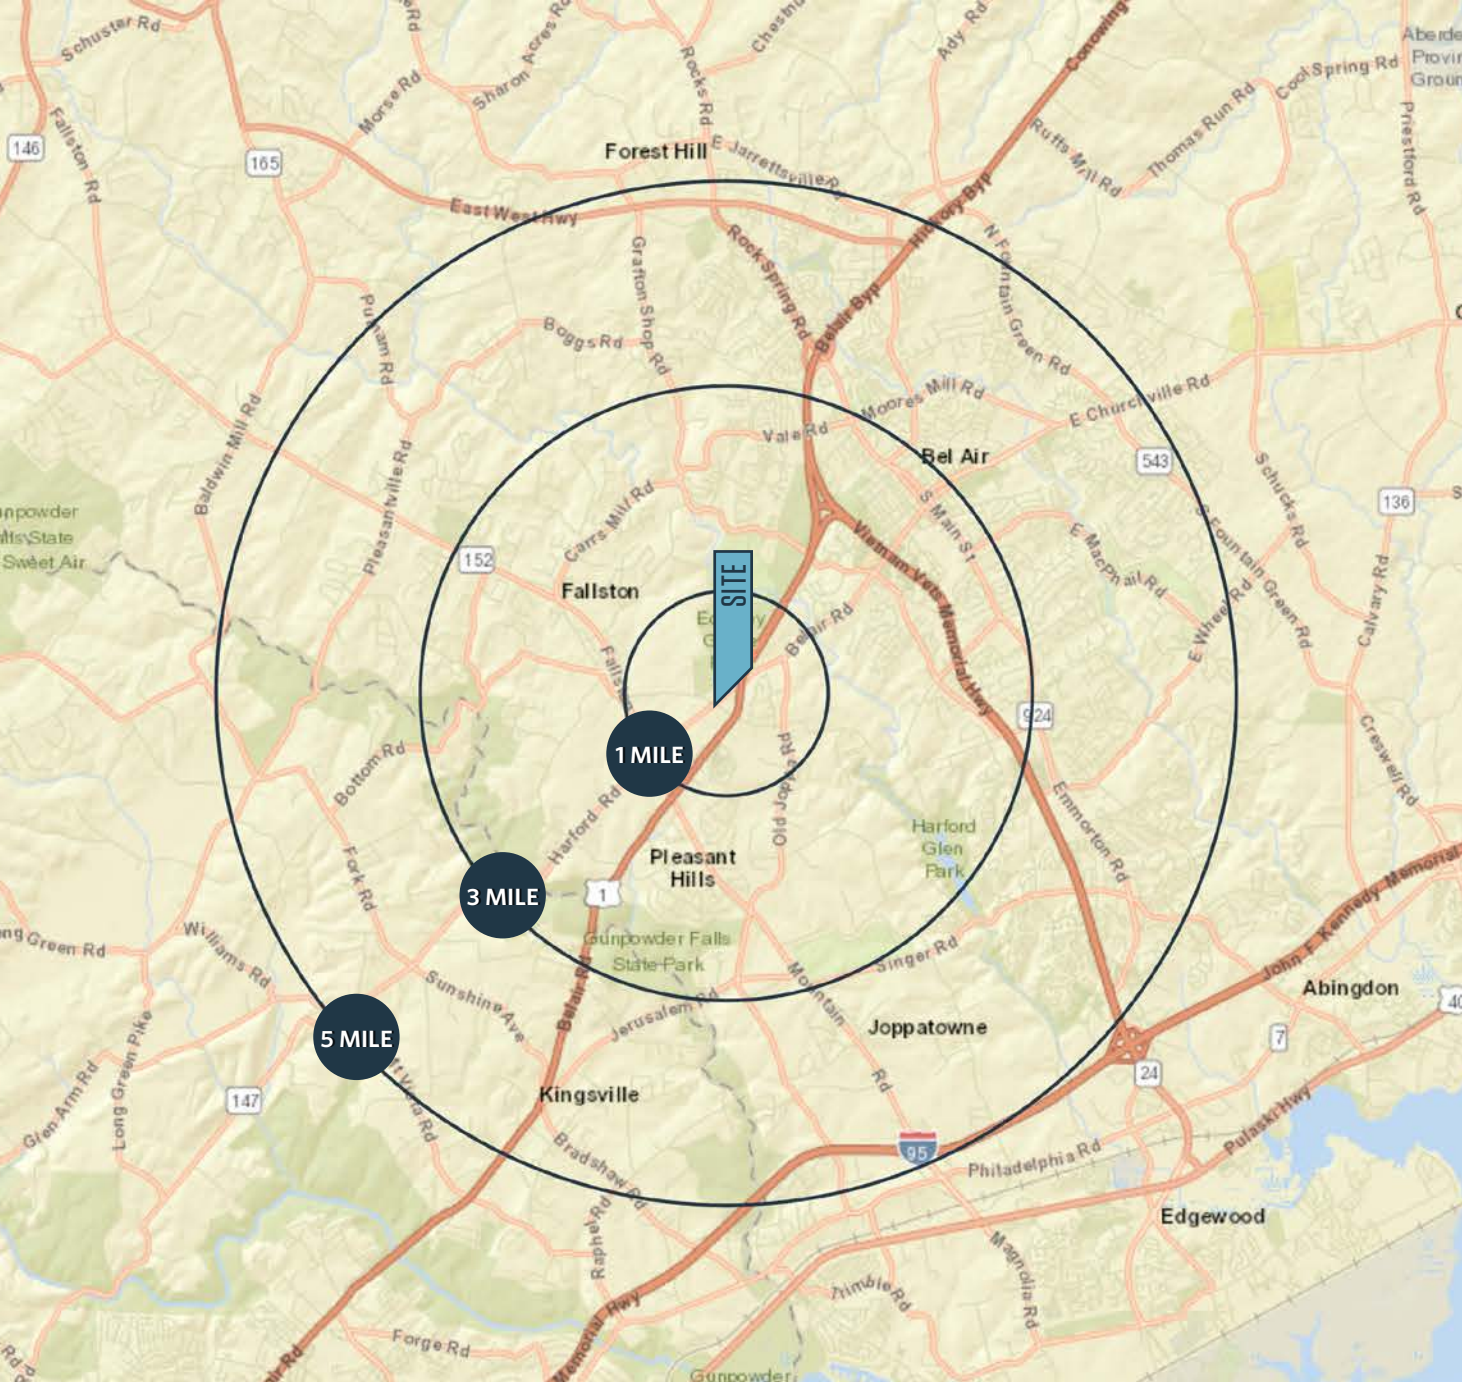 Schuster Rd
Sharon Acres Rd
Morse Rd
Rocks Rd
Ady Rd
Conowingo
Cool Spring Rd
Thomas Run Rd
Ruffs Mill Rd
Priestford Rd
Fallston Rd
146
165
Forest Hill
E Jarrettsville Rd
East West Hwy
Hickory Byp
N Fountain Green Rd
Rock Spring Rd
Grafton Shop Rd
Belair Byp
Putnam Rd
Boggs Rd
Moores Mill Rd
E Churchville Rd
Vale Rd
Bel Air
543
Baldwin Mill Rd
Pleasantville Rd
Schucks Rd
136
Carrs Mill Rd
S Main St
S Fountain Green Rd
E MacPhail Rd
152
Vietnam Vets Memorial Hwy
Sweet Air
Fallston
SITE
Belair Rd
E Wheel Rd
Calvary Rd
924
1 MILE
Old Joppa Rd
Bottom Rd
Creswell Rd
Harford Rd
Emmorton Rd
Harford
Glen
Park
Pleasant
Hills
Fork Rd
3 MILE
1
John F Kennedy Memorial
Williams Rd
Gunpowder Falls
State Park
Singer Rd
Sunshine Ave
Belair Rd
Jerusalem Rd
Mountain Rd
Abingdon
Joppatowne
5 MILE
7
24
Long Green Pike
Glen Arm Rd
147
Kingsville
Pulaski Hwy
95
Bradshaw Rd
Philadelphia Rd
Raphel Rd
Edgewood
Magnolia Rd
Trimble Rd
Memorial Hwy
Forge Rd
Gunpowder